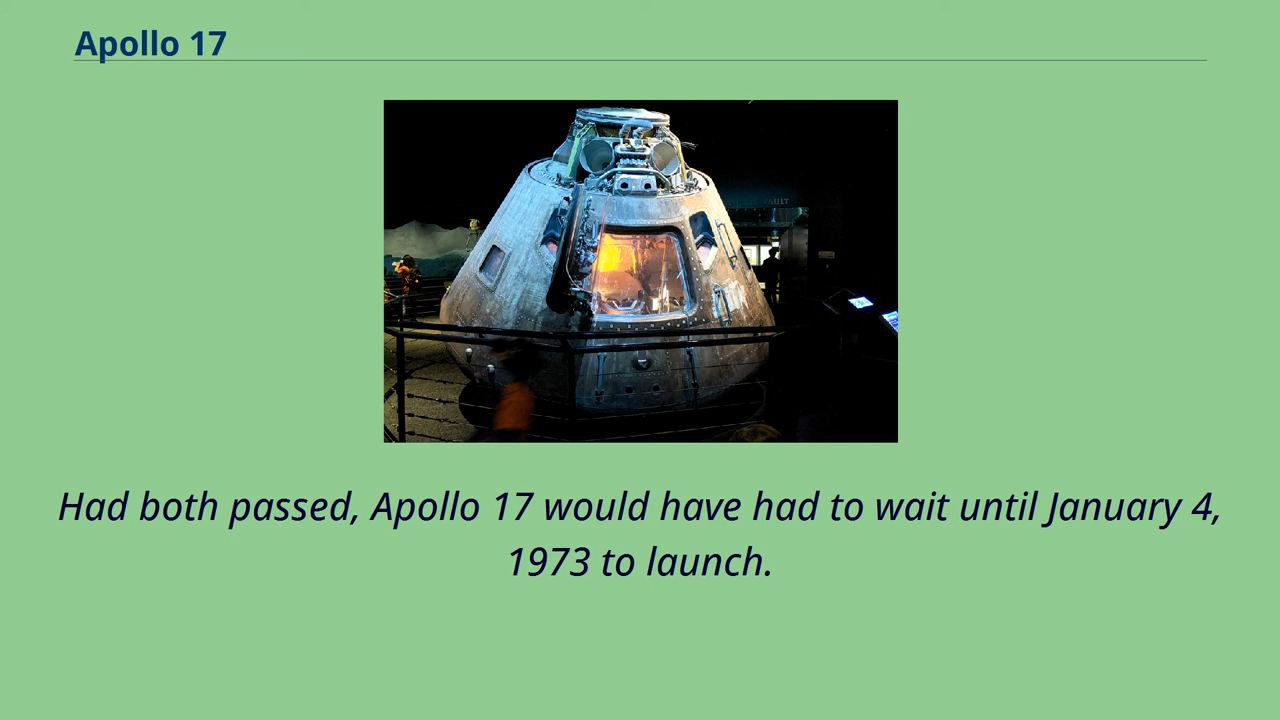 Apollo 17
Had both passed, Apollo 17 would have had to wait until January 4,
1973 to launch.